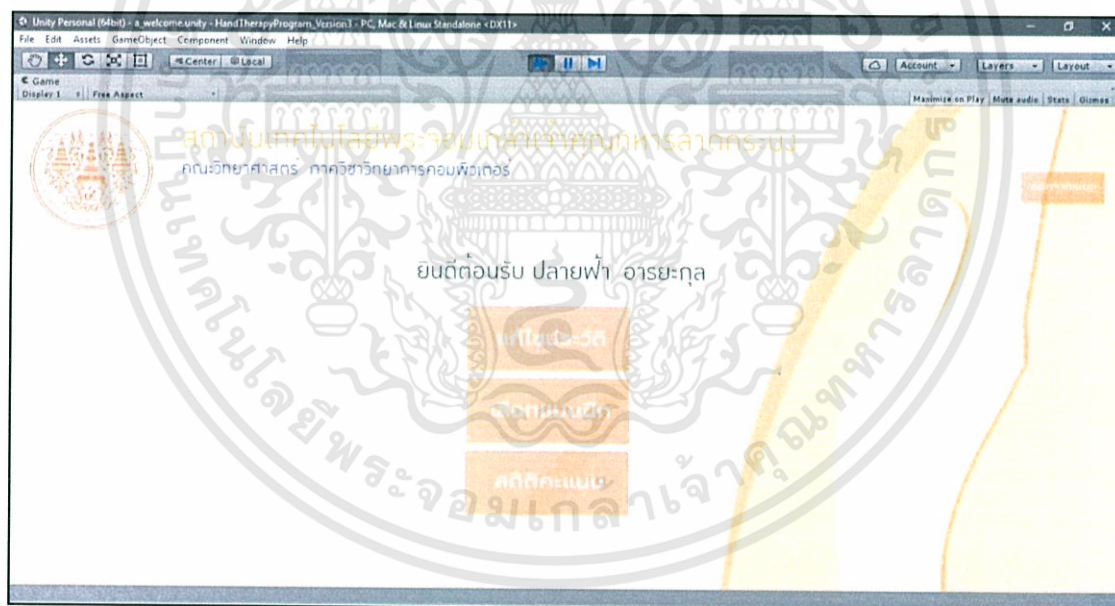 Unity Personal (64bit) - a_welcome.unity - HandTherapyProgram_Version3 - PC, Mac & Linux Standalone <DX11>
File Edit Assets GameObject Component Window Help
Center Local Account Layers Layout
Game
Display 1 Free Aspect Maximize on Play Mute audio Stats Gizmos
สถาบันเทคโนโลยีพระจอมเกล้าเจ้าคุณทหารลาดกระบัง
คณะวิทยาศาสตร์ ภาควิชาวิทยาการคอมพิวเตอร์
ยินดีต้อนรับ ปลายฟ้า อารยะกุล
แก้ไขประวัติ
เลือกแบบฝึก
สถิติคะแนน